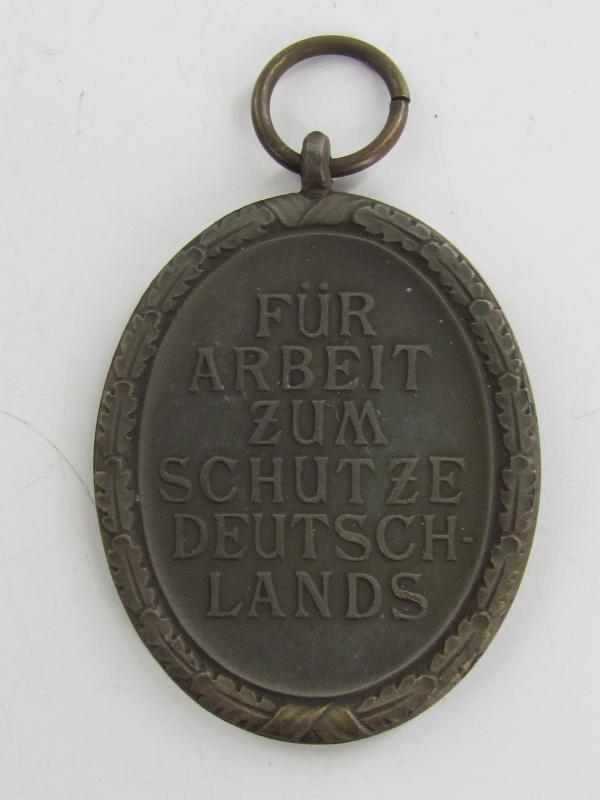 FÜR
ARBEIT
ZUM
SCHUTZE
DEUTSCH-
LANDS